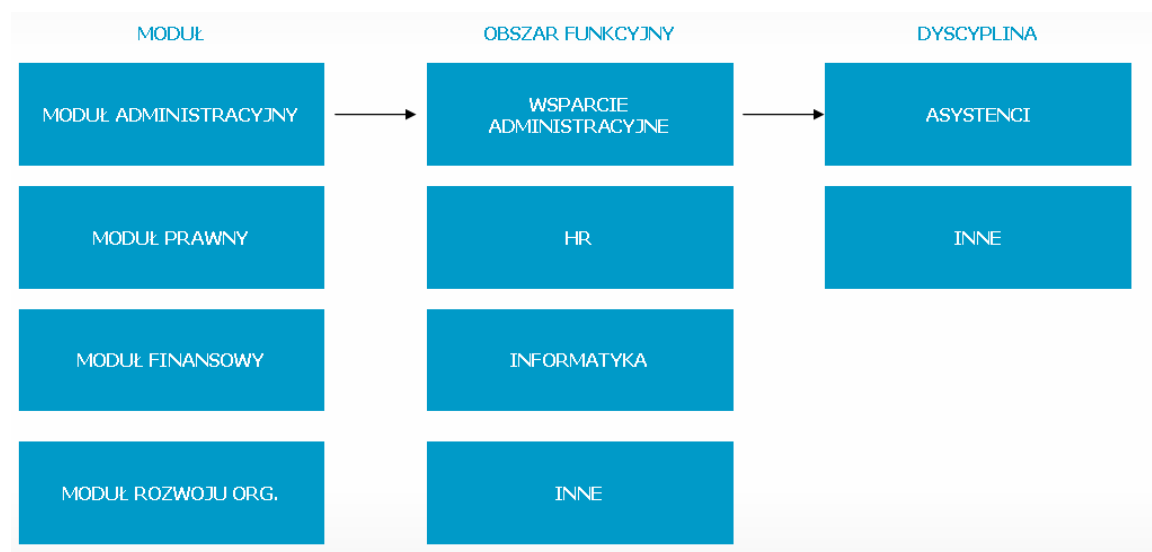 MODUŁ
OBSZAR FUNKCYJNY
DYSCYPLINA
MODUŁ ADMINISTRACYJNY
WSPARCIE
ADMINISTRACYJNE
ASYSTENCI
MODUŁ PRAWNY
HR
INNE
MODUŁ FINANSOWY
INFORMATYKA
MODUŁ ROZWOJU ORG.
INNE